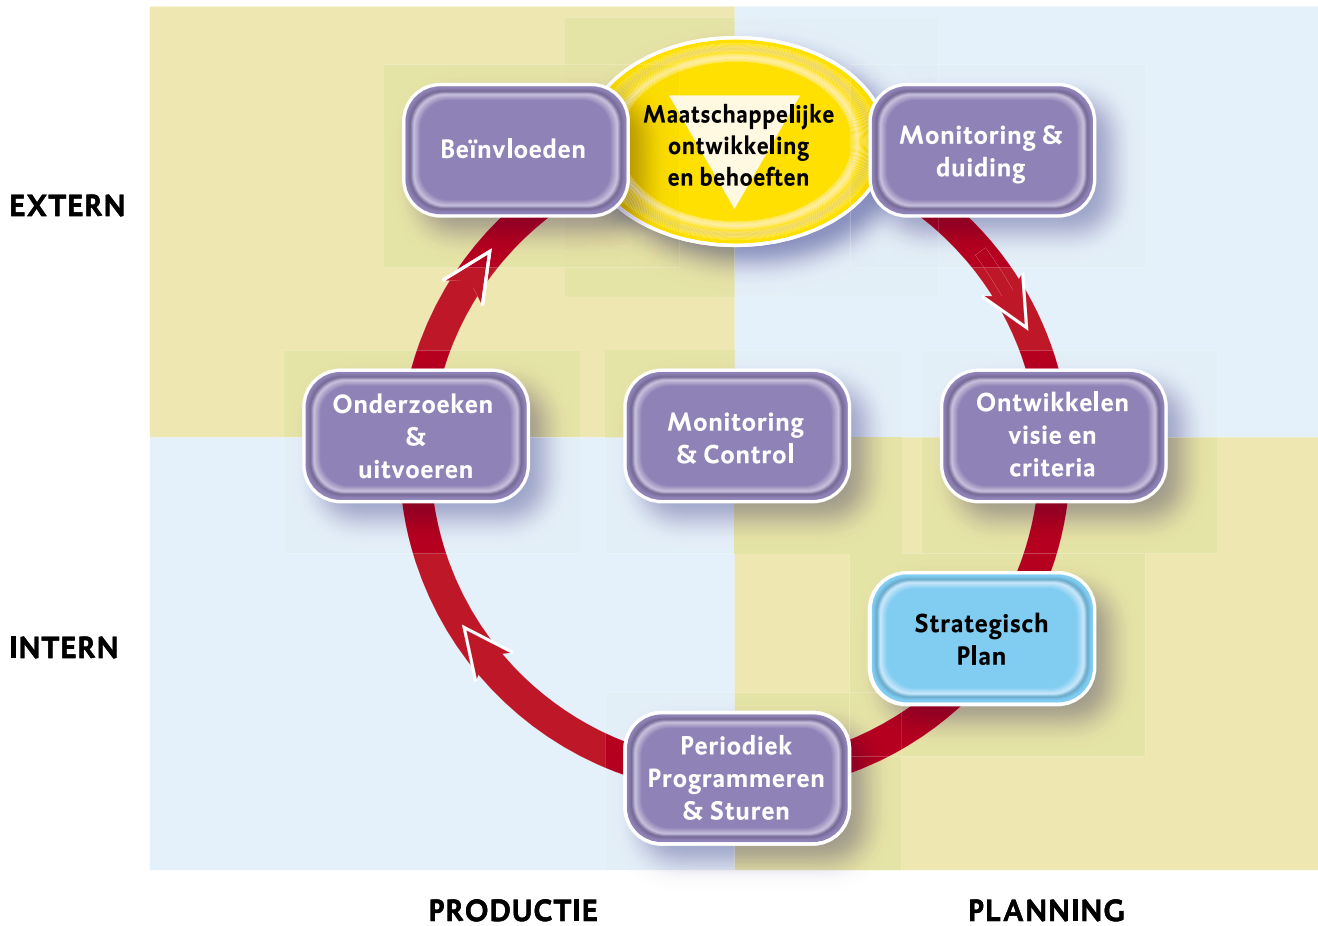 Maatschappelijke
ontwikkeling
en behoeften
Beïnvloeden
Monitoring &
duiding
EXTERN
Onderzoeken
&
uitvoeren
Monitoring
& Control
Ontwikkelen
visie en
criteria
INTERN
Strategisch
Plan
Periodiek
Programmeren
& Sturen
PRODUCTIE
PLANNING